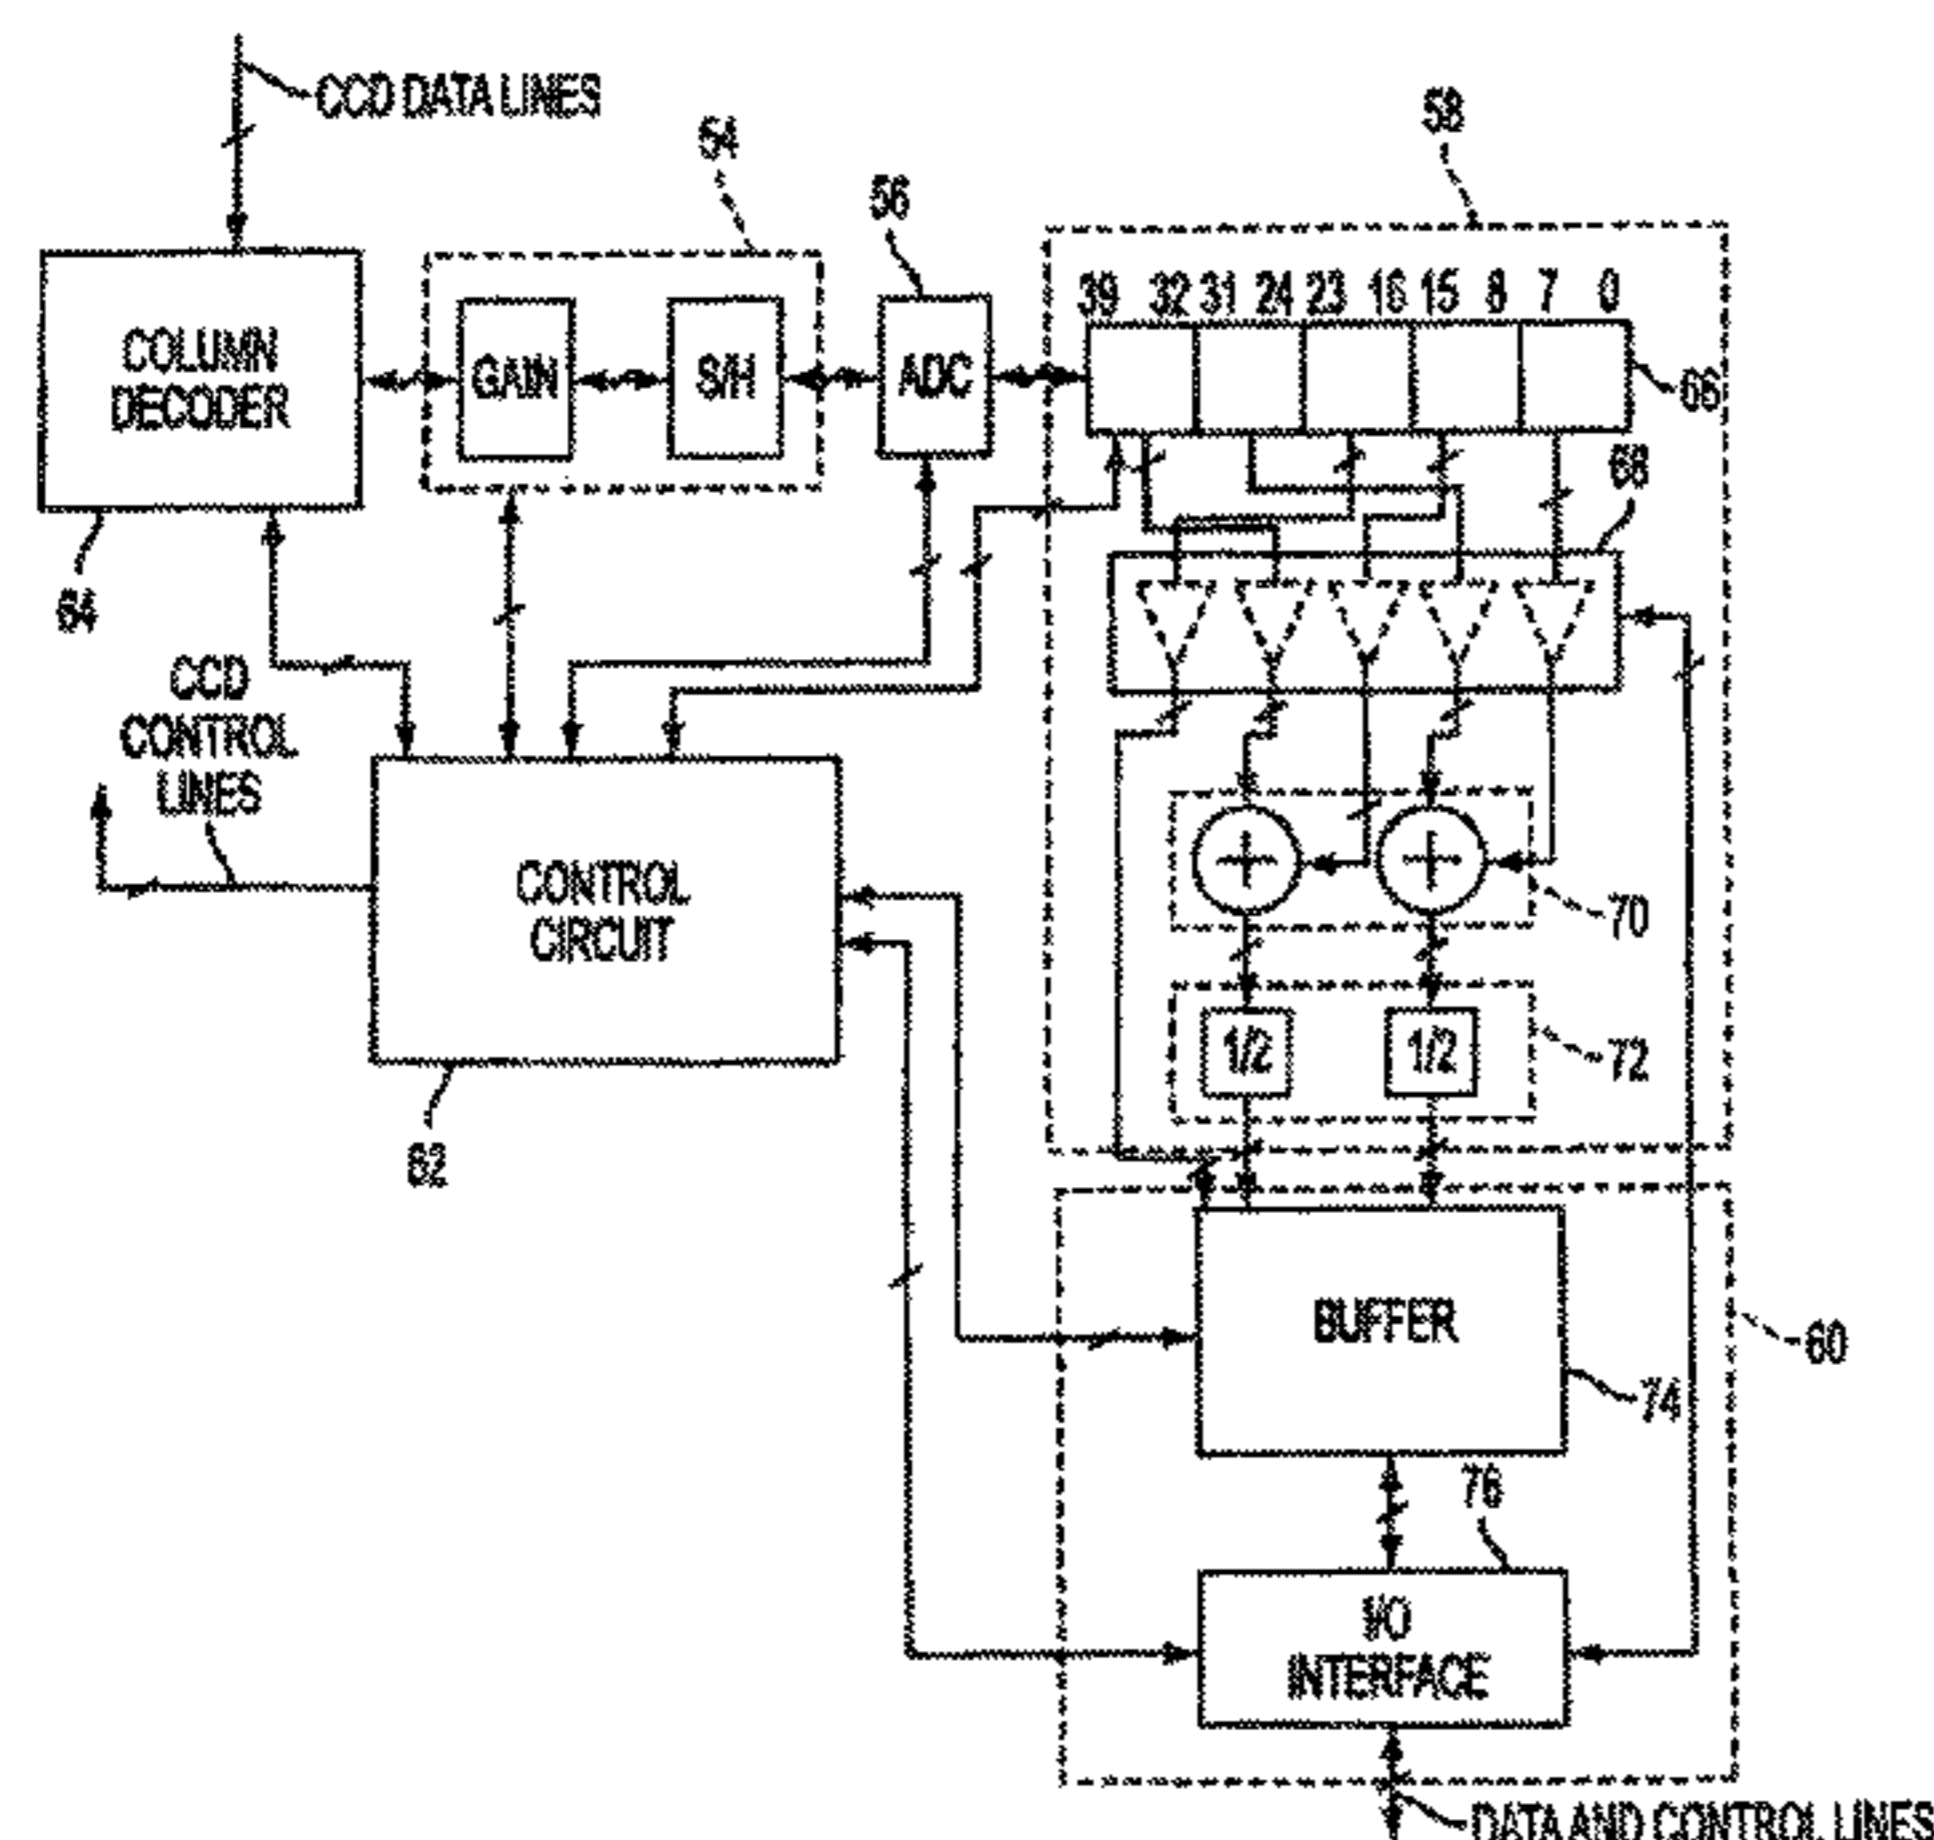 CCD DATA LINES
54
56
58
39 32 31 24 23 16 15 8 7 0
COLUMN
DECODER
GAIN
S/H
ADC
66
68
64
CCD
CONTROL
LINES
CONTROL
CIRCUIT
70
1/2
1/2
72
62
BUFFER
60
74
76
I/O
INTERFACE
DATA AND CONTROL LINES